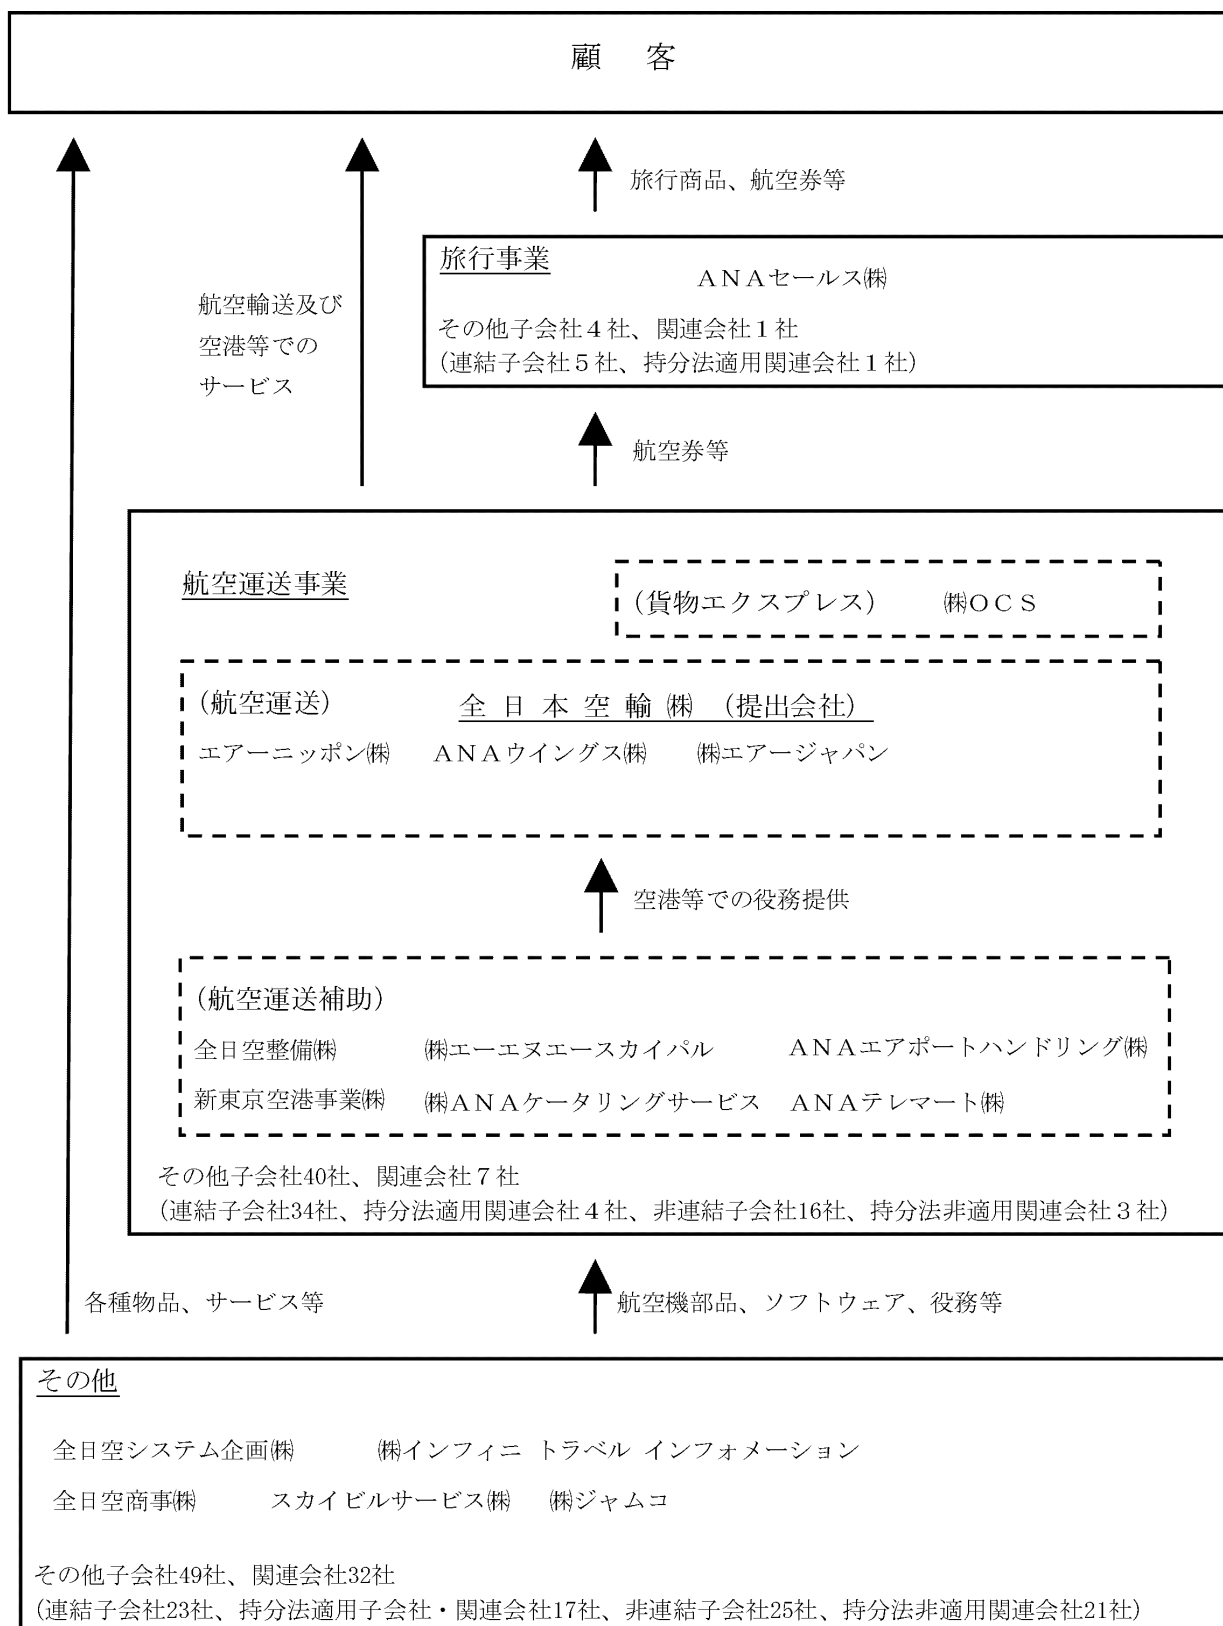 顧　客
旅行商品、航空券等
旅行事業
ＡＮＡセールス㈱
その他子会社４社、関連会社１社
(連結子会社５社、持分法適用関連会社１社)
航空輸送及び
空港等での
サービス
航空券等
航空運送事業
(貨物エクスプレス)　　㈱ＯＣＳ
(航空運送)　　全日本空輸㈱　(提出会社)
エアーニッポン㈱　ＡＮＡウイングス㈱　㈱エアージャパン
空港等での役務提供
(航空運送補助)
全日空整備㈱　㈱エーエヌエースカイパル　ＡＮＡエアポートハンドリング㈱
新東京空港事業㈱　㈱ＡＮＡケータリングサービス　ＡＮＡテレマート㈱
その他子会社40社、関連会社７社
(連結子会社34社、持分法適用関連会社４社、非連結子会社16社、持分法非適用関連会社３社)
各種物品、サービス等
航空機部品、ソフトウェア、役務等
その他
全日空システム企画㈱　㈱インフィニ トラベル インフォメーション
全日空商事㈱　スカイビルサービス㈱　㈱ジャムコ
その他子会社49社、関連会社32社
(連結子会社23社、持分法適用子会社・関連会社17社、非連結子会社25社、持分法非適用関連会社21社)